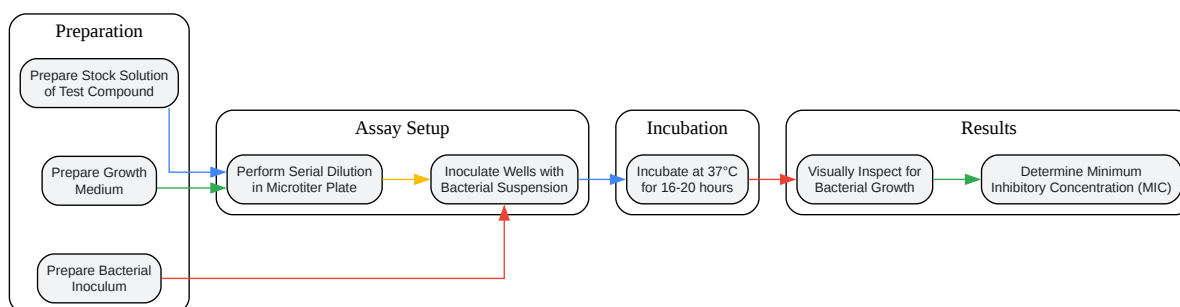 Preparation
Prepare Stock Solution
of Test Compound
Prepare Growth
Medium
Prepare Bacterial
Inoculum
Assay Setup
Perform Serial Dilution
in Microtiter Plate
Inoculate Wells with
Bacterial Suspension
Incubation
Incubate at 37°C
for 16-20 hours
Results
Visually Inspect for
Bacterial Growth
Determine Minimum
Inhibitory Concentration (MIC)